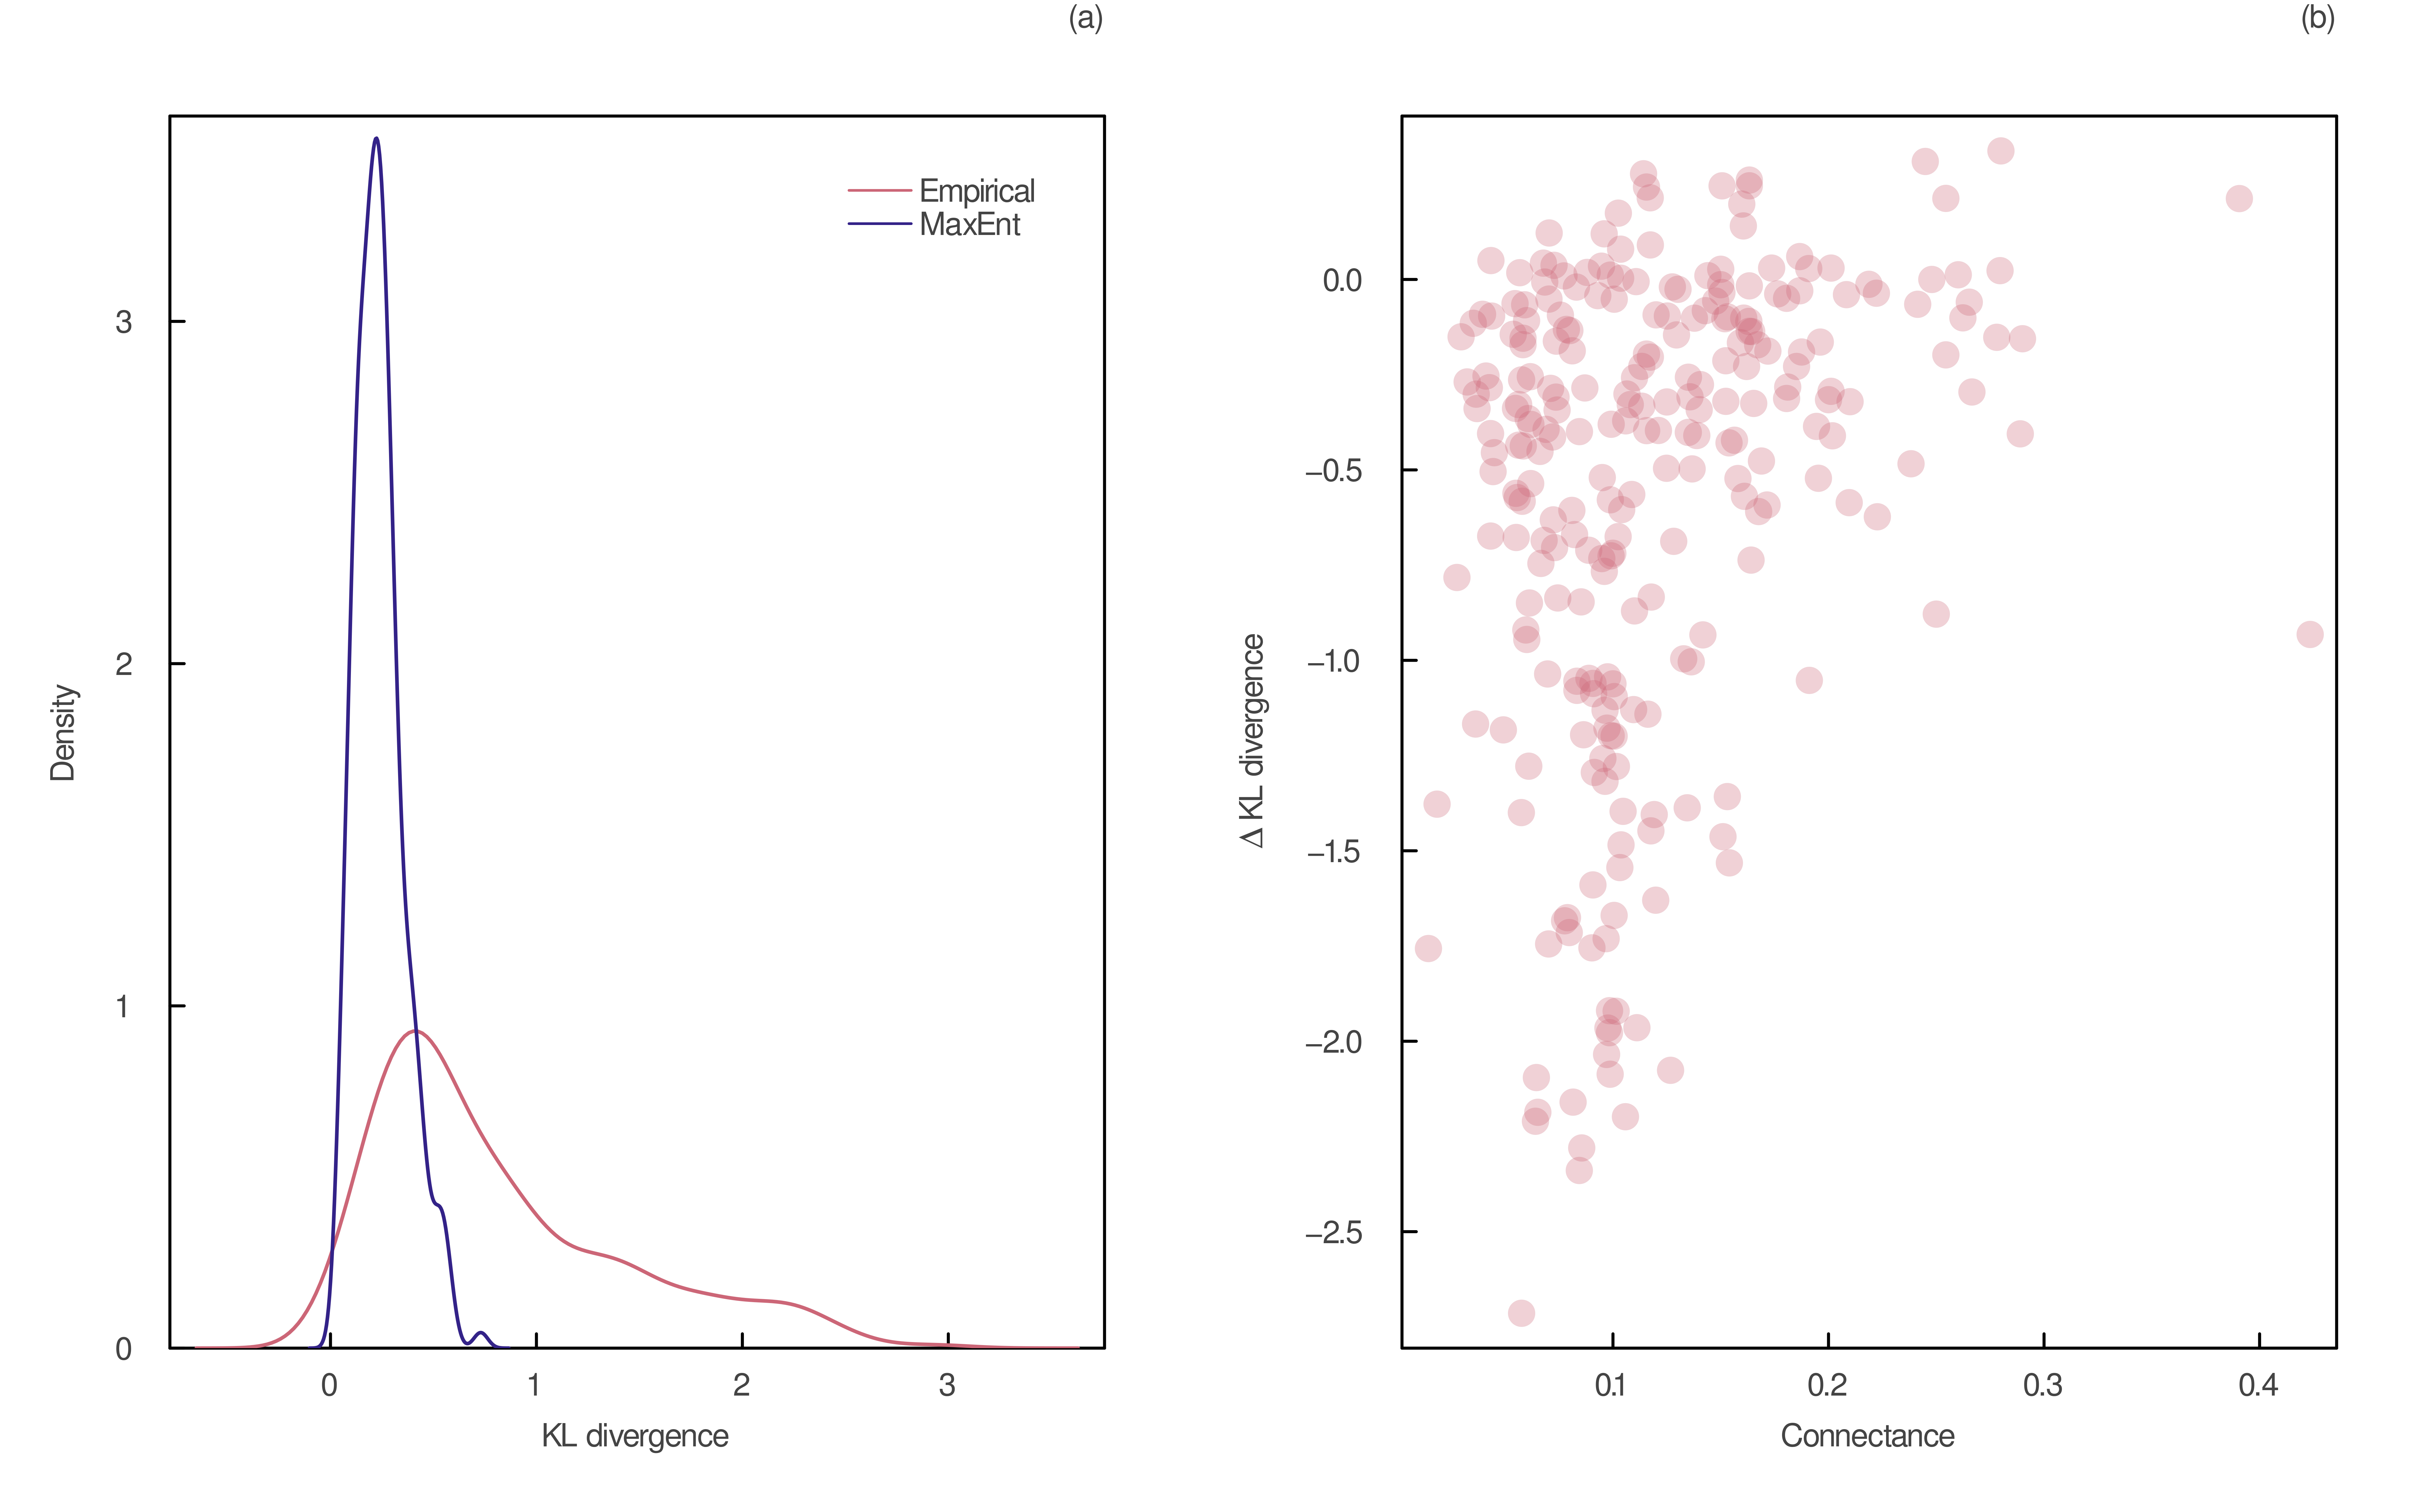 (a)
Empirical
MaxEnt
3
2
1
0
Density
0 1 2 3
KL divergence
(b)
0.0
−0.5
−1.0
−1.5
−2.0
−2.5
Δ KL divergence
0.1 0.2 0.3 0.4
Connectance